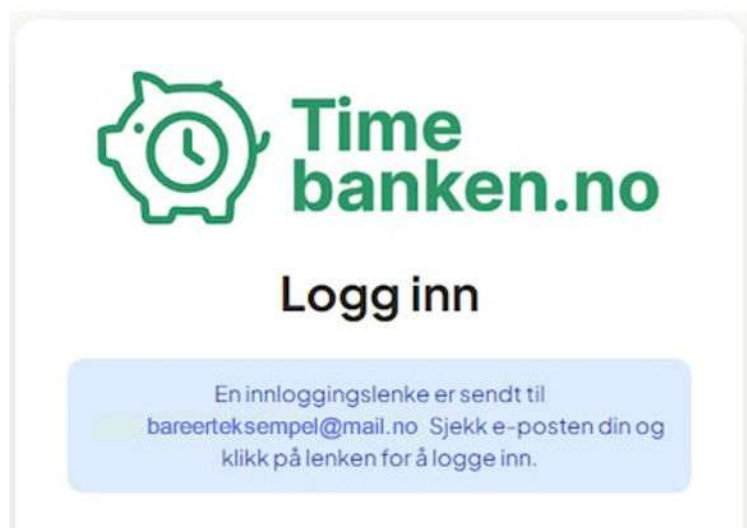 Time
banken.no
Logg inn
En innloggingslenke er sendt til
bareerteksempel@mail.no Sjekk e-posten din og
klikk på lenken for å logge inn.